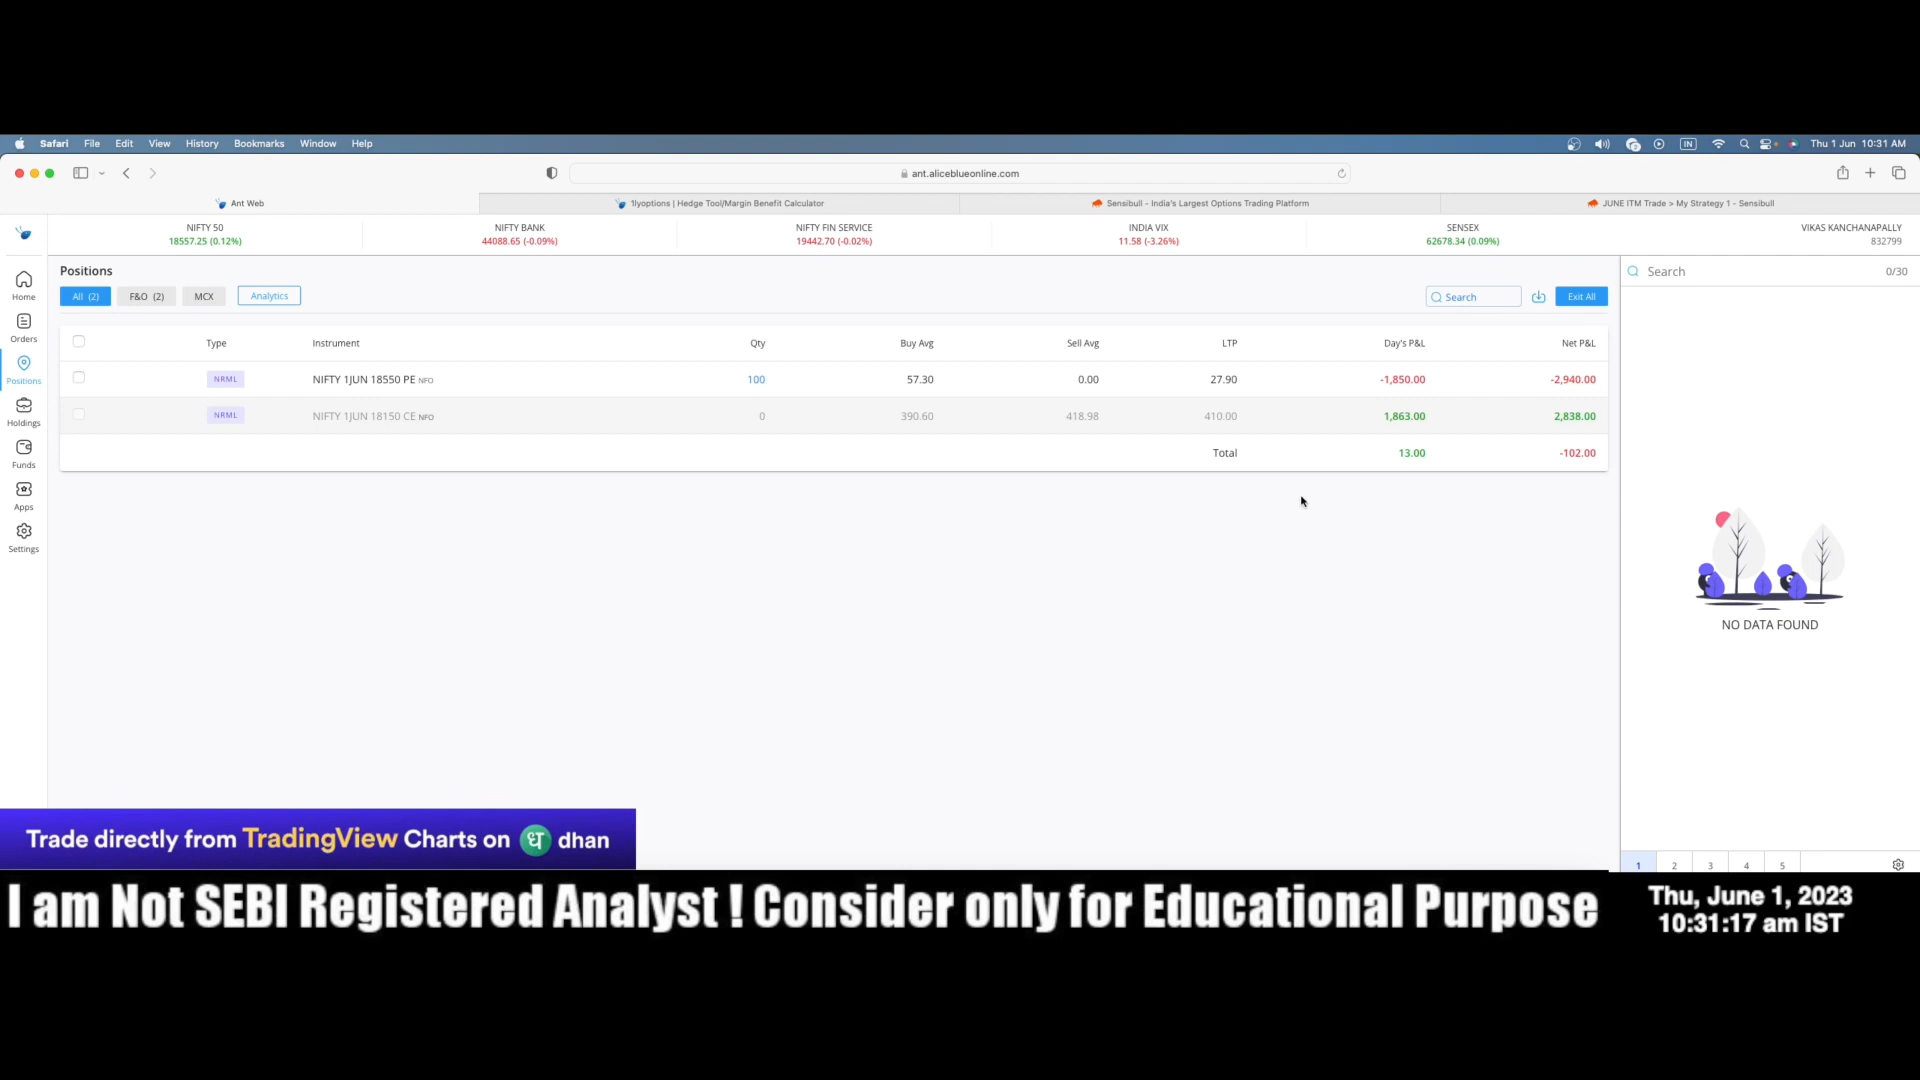 Safari File Edit View History Bookmarks Window Help
IN
Thu 1 Jun 10:31 AM
ant.aliceblueonline.com
Ant Web
1lyoptions | Hedge Tool/Margin Benefit Calculator
Sensibull - India's Largest Options Trading Platform
JUNE ITM Trade > My Strategy 1 - Sensibull
NIFTY 50
18557.25 (0.12%)
NIFTY BANK
44088.65 (-0.09%)
NIFTY FIN SERVICE
19442.70 (-0.02%)
INDIA VIX
11.58 (-3.26%)
SENSEX
62678.34 (0.09%)
VIKAS KANCHANAPALLY
832799
Home
Orders
Positions
Holdings
Funds
Apps
Settings
Positions
All (2) F&O (2) MCX Analytics
Search
Exit All
Type Instrument Qty Buy Avg Sell Avg LTP Day's P&L Net P&L
NRML NIFTY 1JUN 18550 PE NFO 100 57.30 0.00 27.90 -1,850.00 -2,940.00
NRML NIFTY 1JUN 18150 CE NFO 0 390.60 418.98 410.00 1,863.00 2,838.00
Total 13.00 -102.00
Search 0/30
NO DATA FOUND
1 2 3 4 5
Trade directly from TradingView Charts on ध dhan
I am Not SEBI Registered Analyst ! Consider only for Educational Purpose
Thu, June 1, 2023
10:31:17 am IST